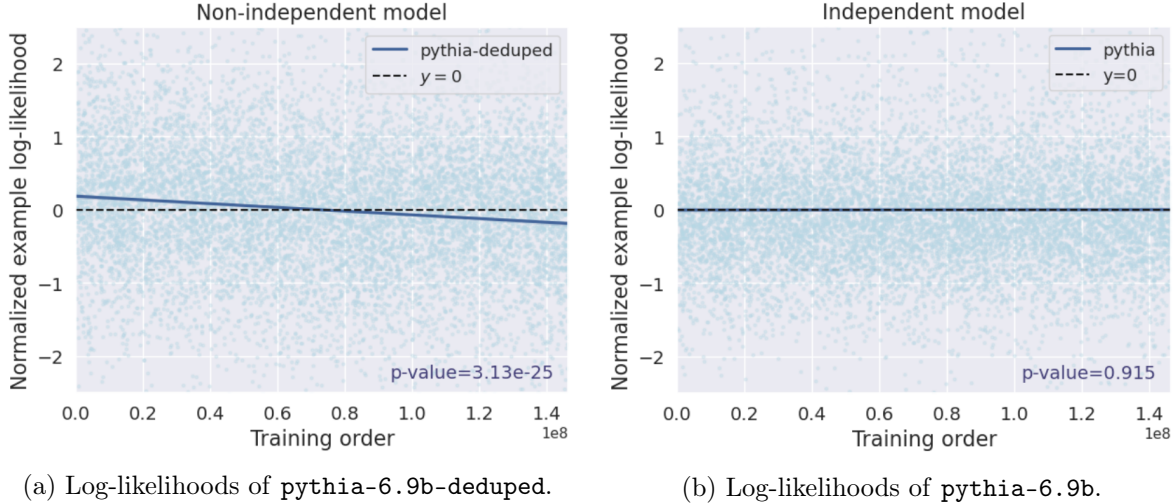 Non-independent model
Normalized example log-likelihood
2
1
0
−1
−2
pythia-deduped
y = 0
p-value=3.13e-25
0.0 0.2 0.4 0.6 0.8 1.0 1.2 1.4
1e8
Training order
(a) Log-likelihoods of pythia-6.9b-deduped.
Independent model
Normalized example log-likelihood
2
1
0
−1
−2
pythia
y=0
p-value=0.915
0.0 0.2 0.4 0.6 0.8 1.0 1.2 1.4
1e8
Training order
(b) Log-likelihoods of pythia-6.9b.